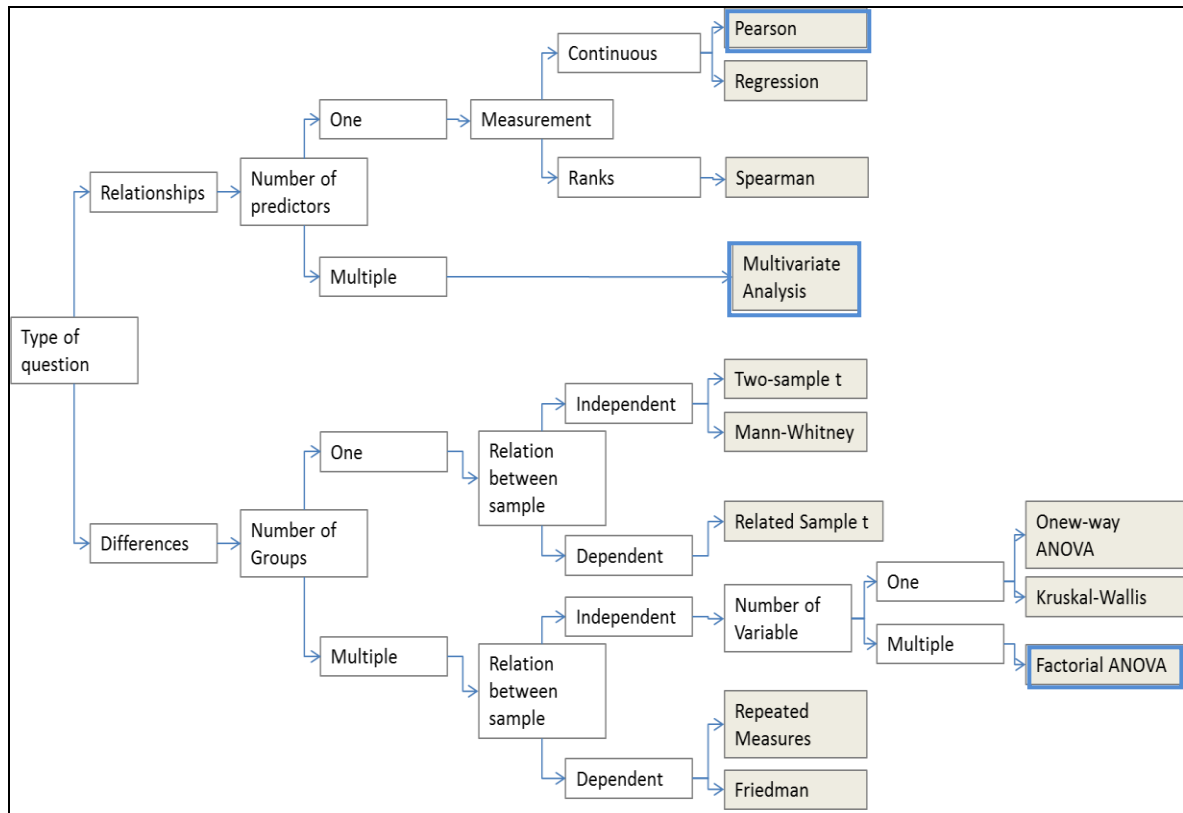 Pearson
Continuous
Regression
One
Measurement
Number of
predictors
Relationships
Ranks
Spearman
Multiple
Multivariate
Analysis
Type of
question
Two-sample t
Independent
Mann-Whitney
One
Relation
between
sample
Related Sample t
Dependent
Differences
Number of
Groups
Onew-way
ANOVA
One
Kruskal-Wallis
Independent
Number of
Variable
Multiple
Factorial ANOVA
Multiple
Relation
between
sample
Repeated
Measures
Dependent
Friedman